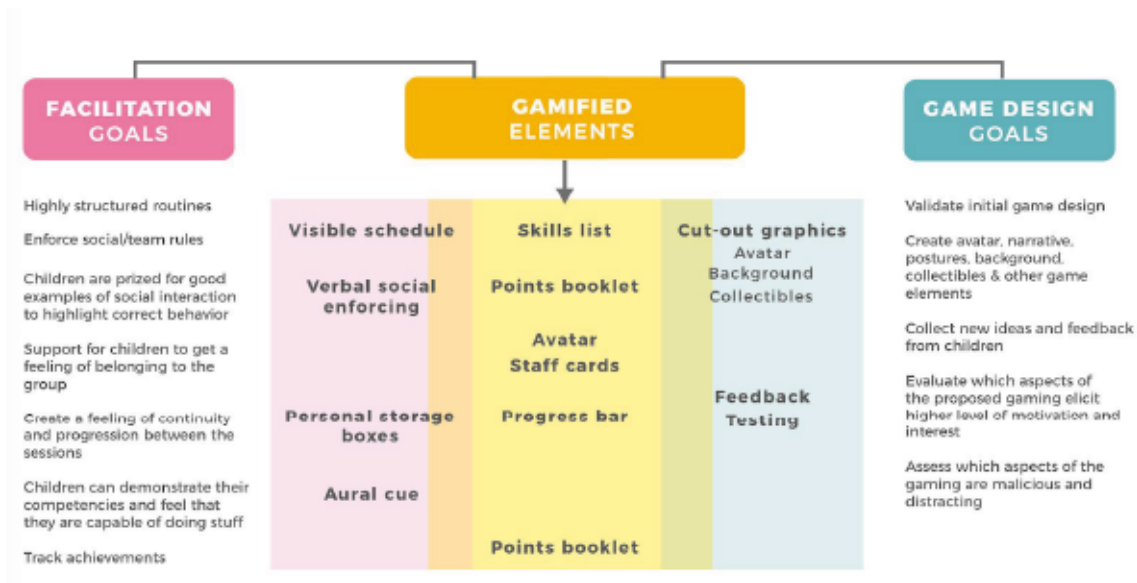 FACILITATION
GOALS
Highly structured routines
Enforce social/team rules
Children are prized for good
examples of social interaction
to highlight correct behavior
Support for children to get a
feeling of belonging to the
group
Create a feeling of continuity
and progression between the
sessions
Children can demonstrate their
competencies and feel that
they are capable of doing stuff
Track achievements
GAMIFIED
ELEMENTS
Visible schedule
Verbal social
enforcing
Personal storage
boxes
Aural cue
Skills list
Points booklet
Avatar
Staff cards
Progress bar
Points booklet
Cut-out graphics
Avatar
Background
Collectibles
Feedback
Testing
GAME DESIGN
GOALS
Validate initial game design
Create avatar, narrative,
postures, background,
collectibles & other game
elements
Collect new ideas and feedback
from children
Evaluate which aspects of
the proposed gaming elicit
higher level of motivation and
interest
Assess which aspects of the
gaming are malicious and
distracting